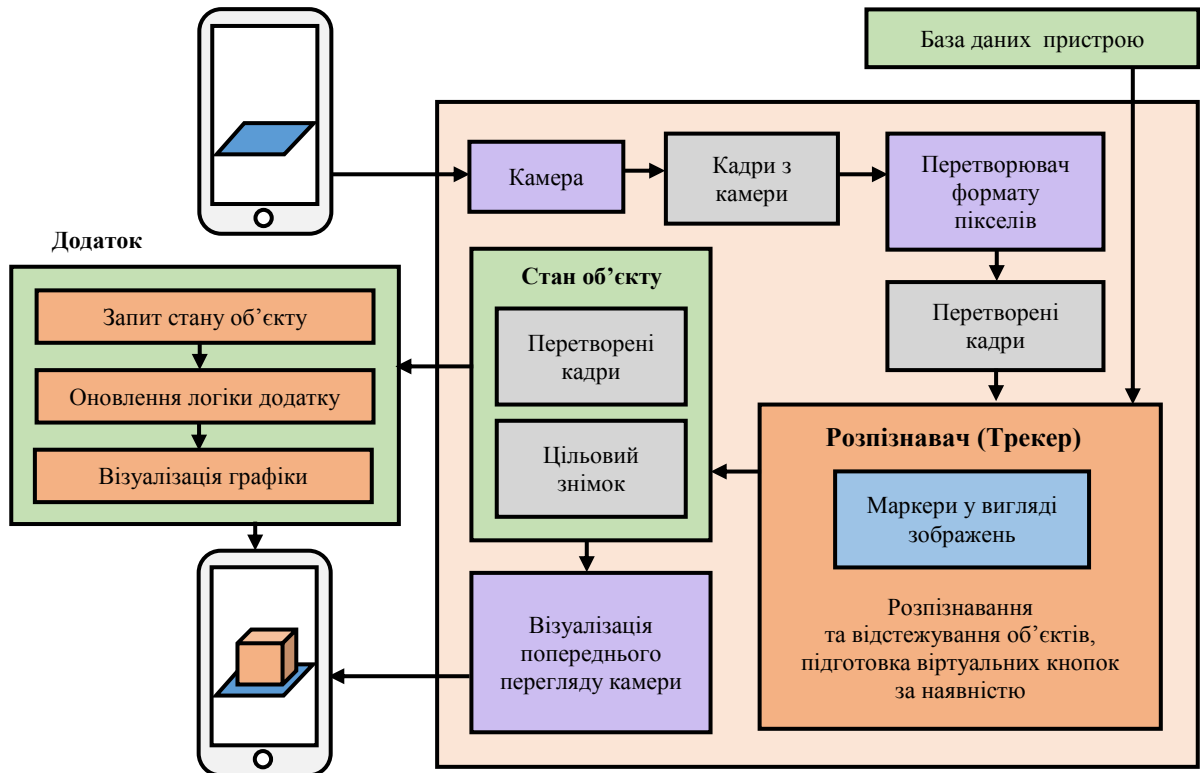 База даних пристрою
Камера
Кадри з
камери
Перетворювач
формату
пікселів
Додаток
Запит стану об’єкту
Оновлення логіки додатку
Візуалізація графіки
Стан об’єкту
Перетворені
кадри
Цільовий
знімок
Перетворені
кадри
Розпізнавач (Трекер)
Маркери у вигляді
зображень
Розпізнавання
та відстежування об’єктів,
підготовка віртуальних кнопок
за наявністю
Візуалізація
попереднього
перегляду камери